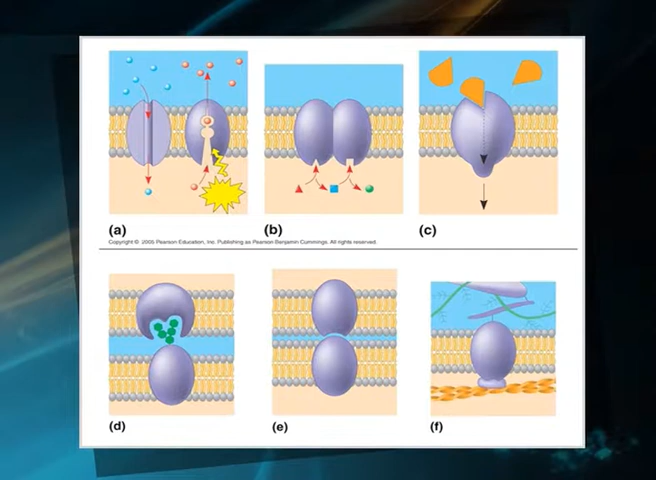 (a) (b) (c)
Copyright © 2005 Pearson Education, Inc. Publishing as Pearson Benjamin Cummings. All rights reserved.
(d) (e) (f)